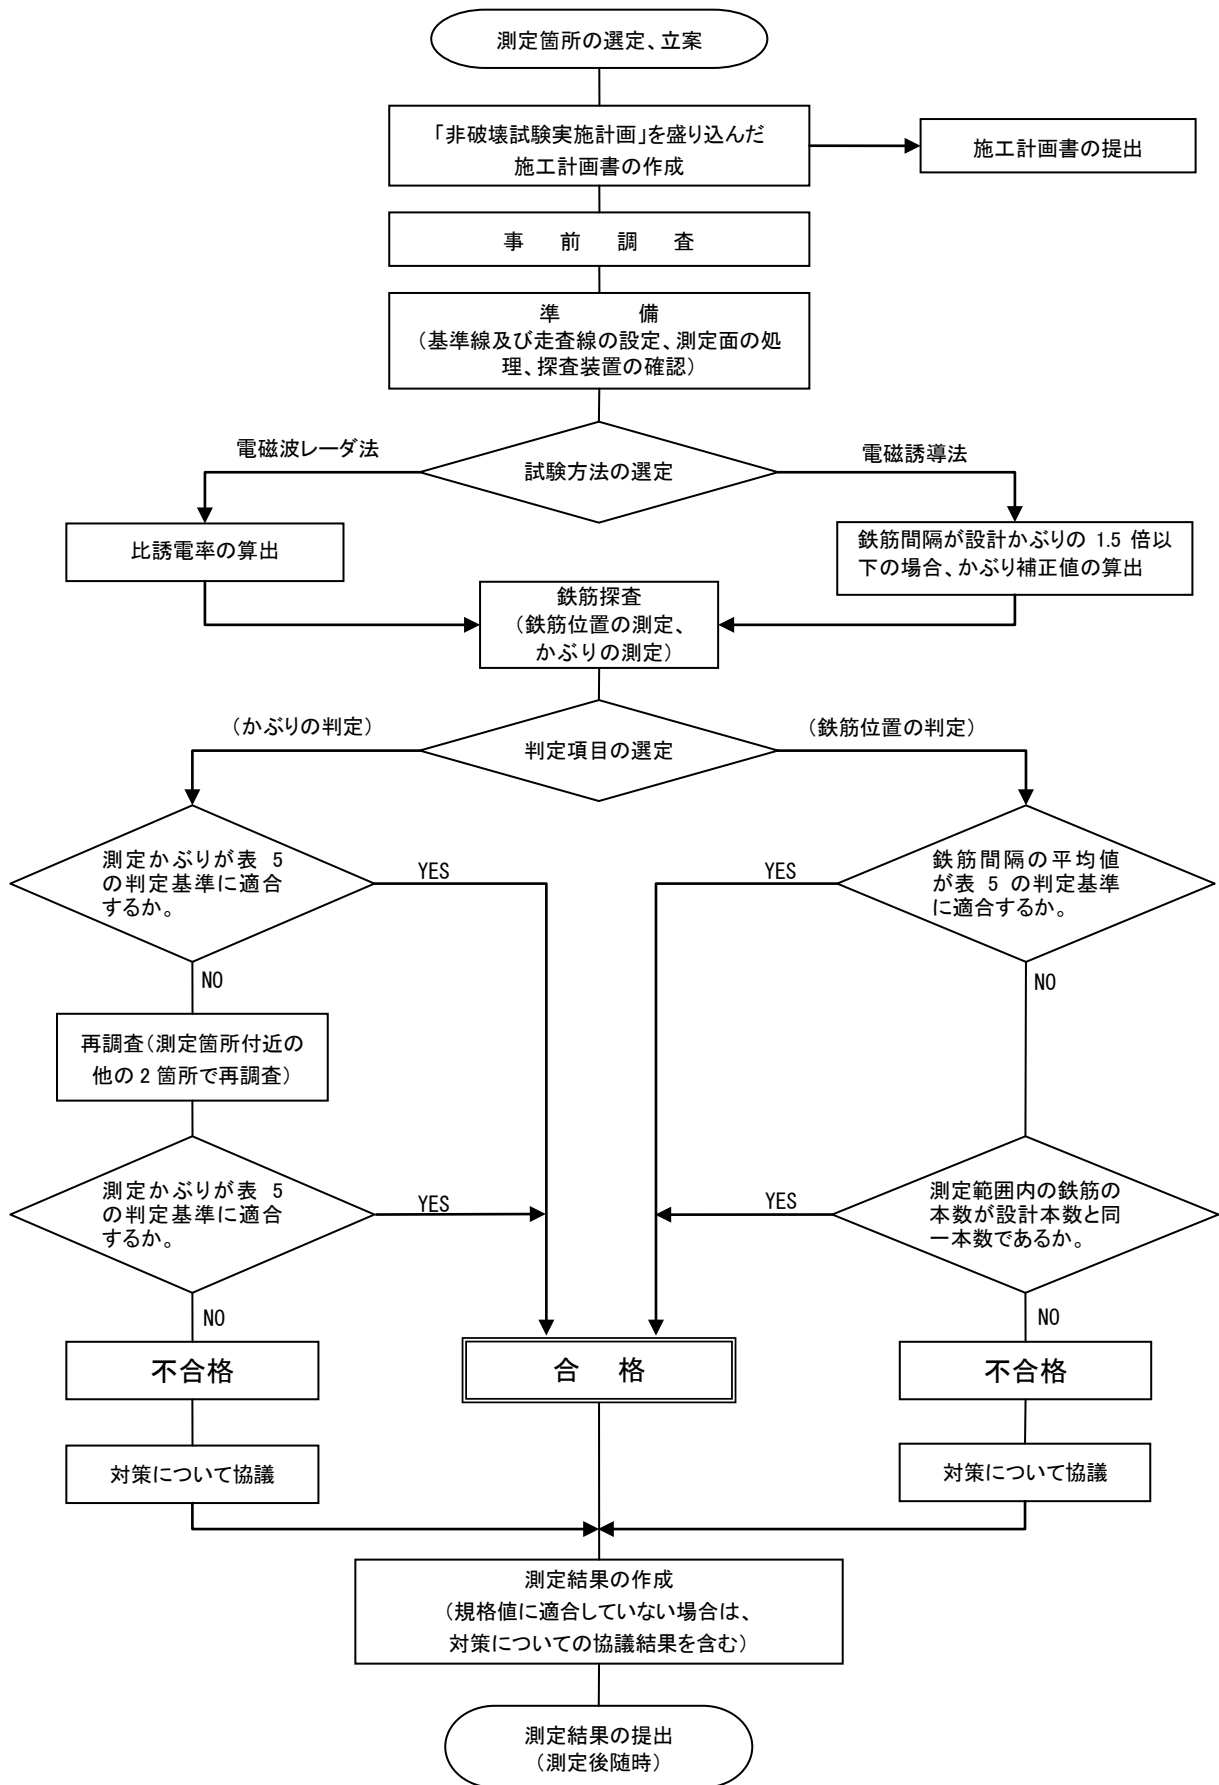 測定箇所の選定、立案
「非破壊試験実施計画」を盛り込んだ
施工計画書の作成
施工計画書の提出
事 前 調 査
準 備
(基準線及び走査線の設定、測定面の処
理、探査装置の確認)
電磁波レーダ法
試験方法の選定
電磁誘導法
比誘電率の算出
鉄筋間隔が設計かぶりの 1.5 倍以
下の場合、かぶり補正値の算出
鉄筋探査
(鉄筋位置の測定、
かぶりの測定)
(かぶりの判定)
判定項目の選定
(鉄筋位置の判定)
測定かぶりが表 5
の判定基準に適合
するか。
YES
YES
鉄筋間隔の平均値
が表 5 の判定基準
に適合するか。
NO
NO
再調査(測定箇所付近の
他の 2 箇所で再調査)
測定かぶりが表 5
の判定基準に適合
するか。
YES
YES
測定範囲内の鉄筋の
本数が設計本数と同
一本数であるか。
NO
NO
不合格
合 格
不合格
対策について協議
対策について協議
測定結果の作成
(規格値に適合していない場合は、
対策についての協議結果を含む)
測定結果の提出
(測定後随時)